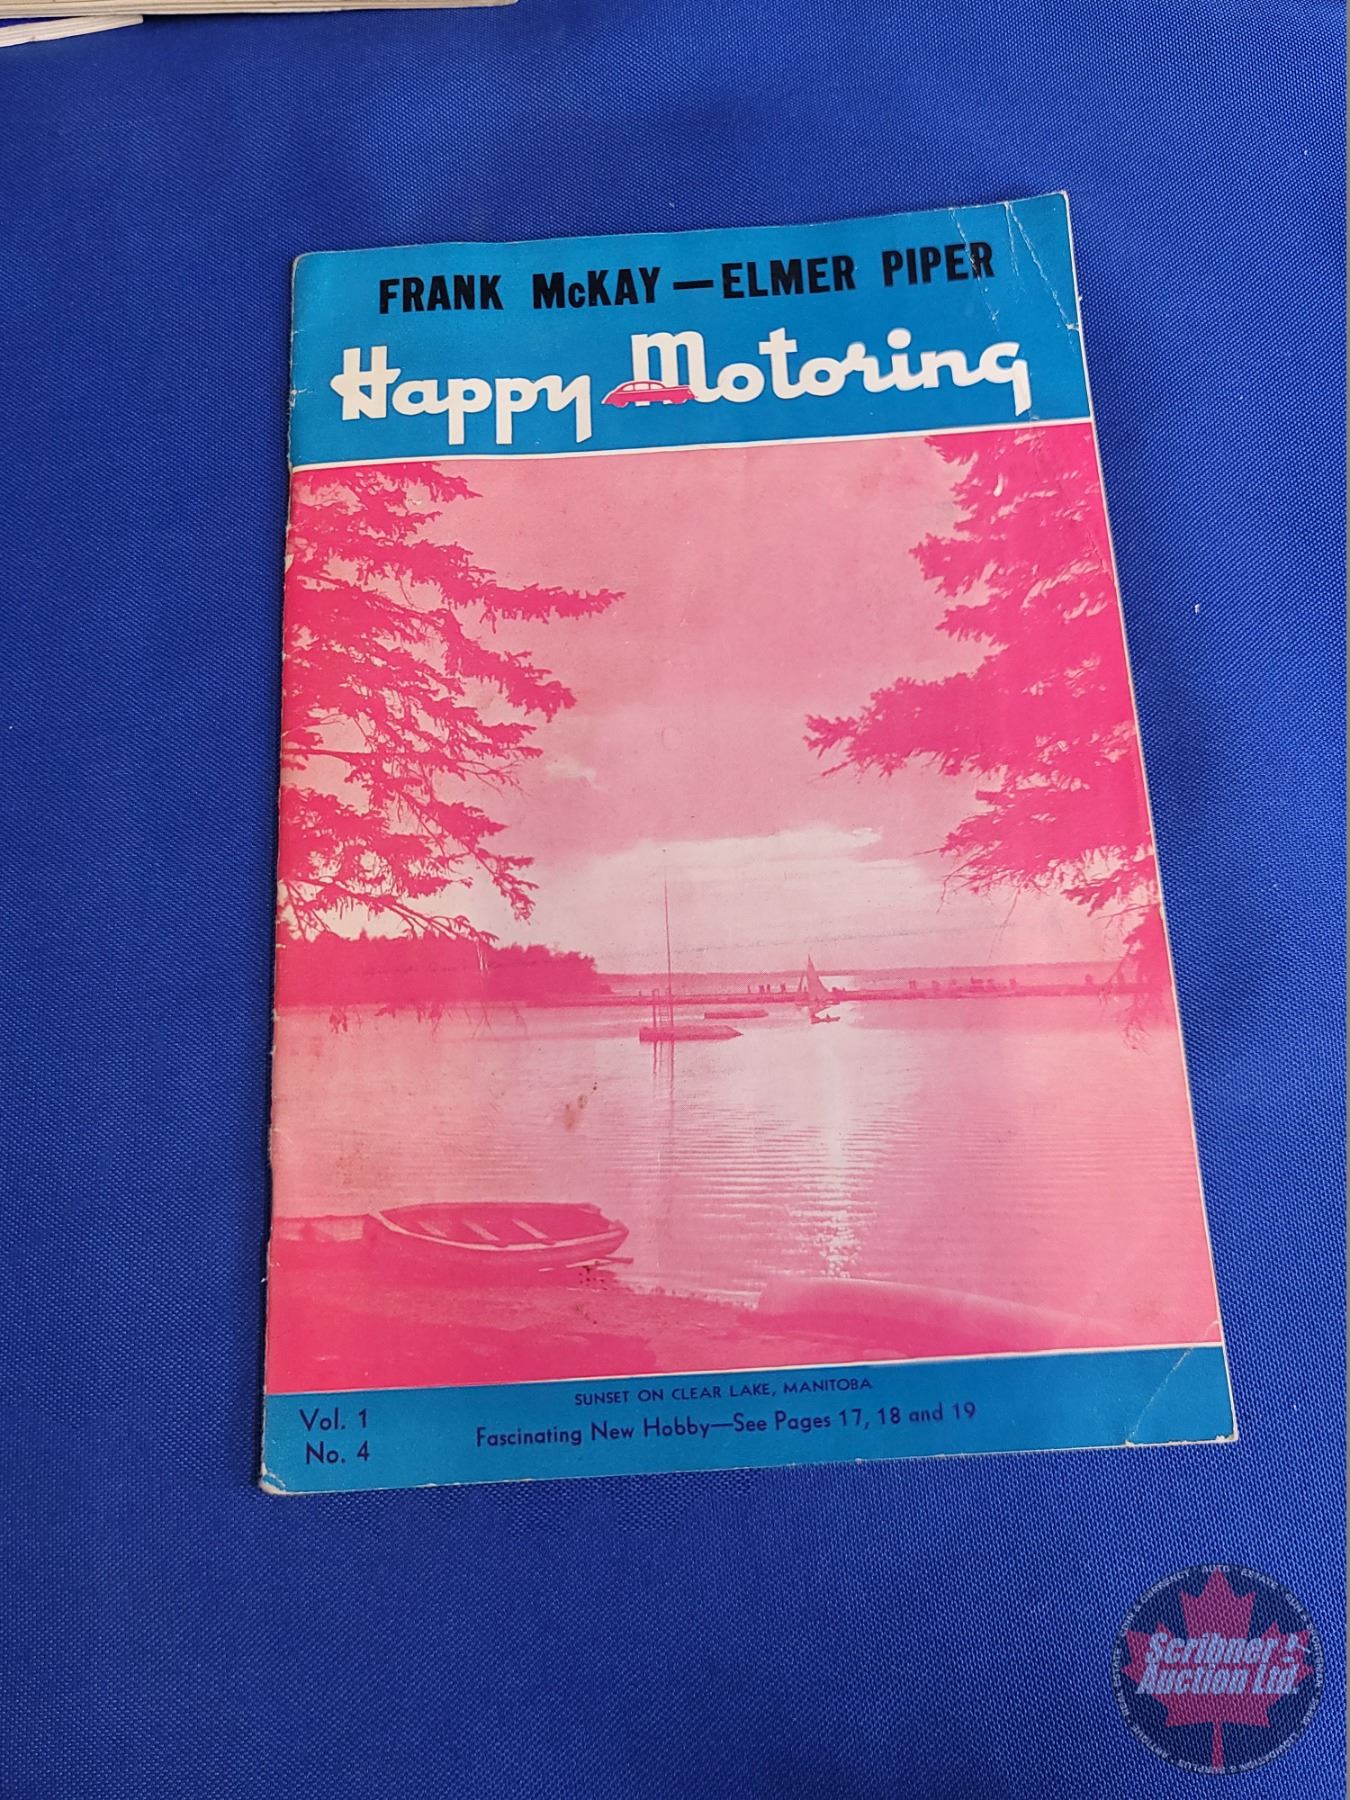 FRANK McKAY — ELMER PIPER
Happy Motoring
SUNSET ON CLEAR LAKE, MANITOBA
Vol. 1
No. 4
Fascinating New Hobby—See Pages 17, 18 and 19
Scribner
Auction Ltd.